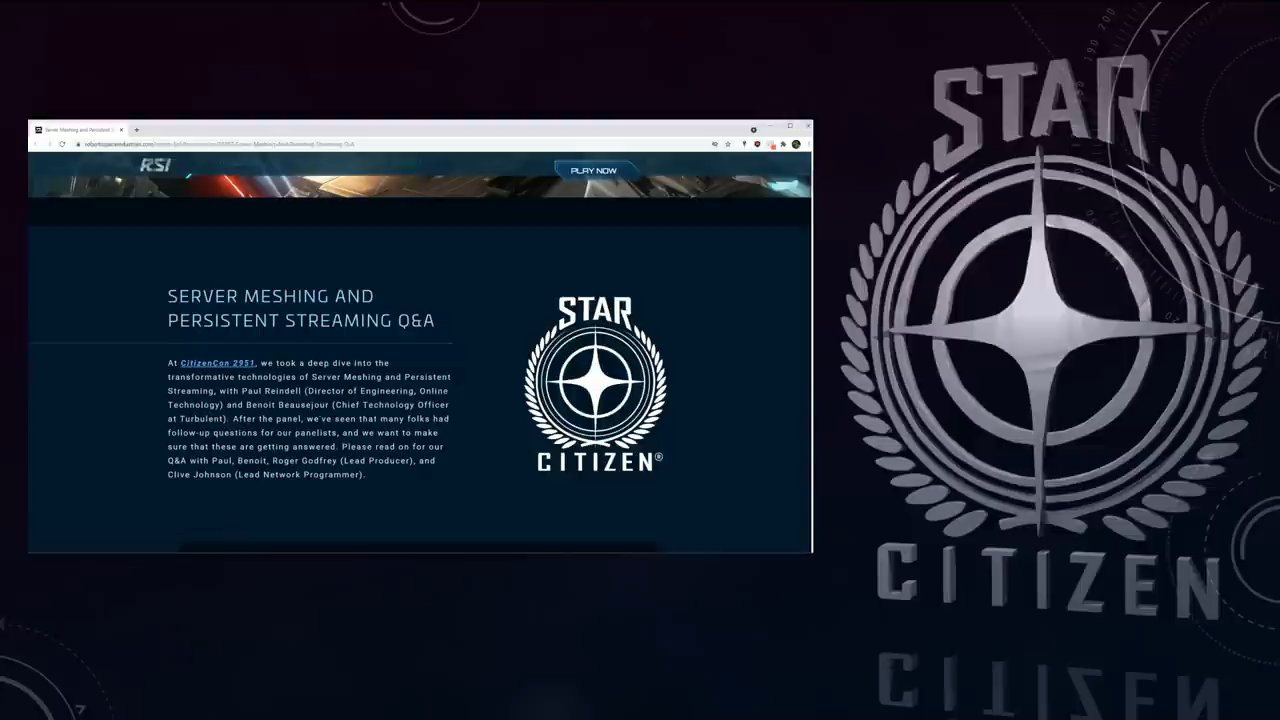 Server Meshing and Persistent S
RSI
PLAY NOW
SERVER MESHING AND
PERSISTENT STREAMING Q&A
At CitizenCon 2951, we took a deep dive into the
transformative technologies of Server Meshing and Persistent
Streaming, with Paul Reindell (Director of Engineering, Online
Technology) and Benoit Beausejour (Chief Technology Officer
at Turbulent). After the panel, we've seen that many folks had
follow-up questions for our panelists, and we want to make
sure that these are getting answered. Please read on for our
Q&A with Paul, Benoit, Roger Godfrey (Lead Producer), and
Clive Johnson (Lead Network Programmer).
STAR
CITIZEN®
STAR
CITIZEN